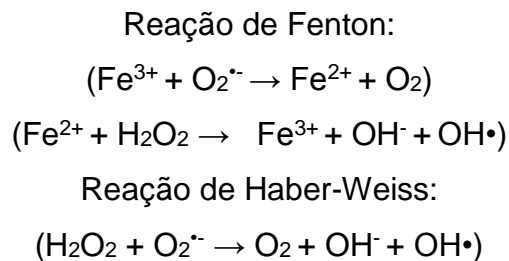 Reação de Fenton:
(Fe³⁺ + O₂•⁻ → Fe²⁺ + O₂)
(Fe²⁺ + H₂O₂ → Fe³⁺ + OH⁻ + OH•)
Reação de Haber-Weiss:
(H₂O₂ + O₂•⁻ → O₂ + OH⁻ + OH•)